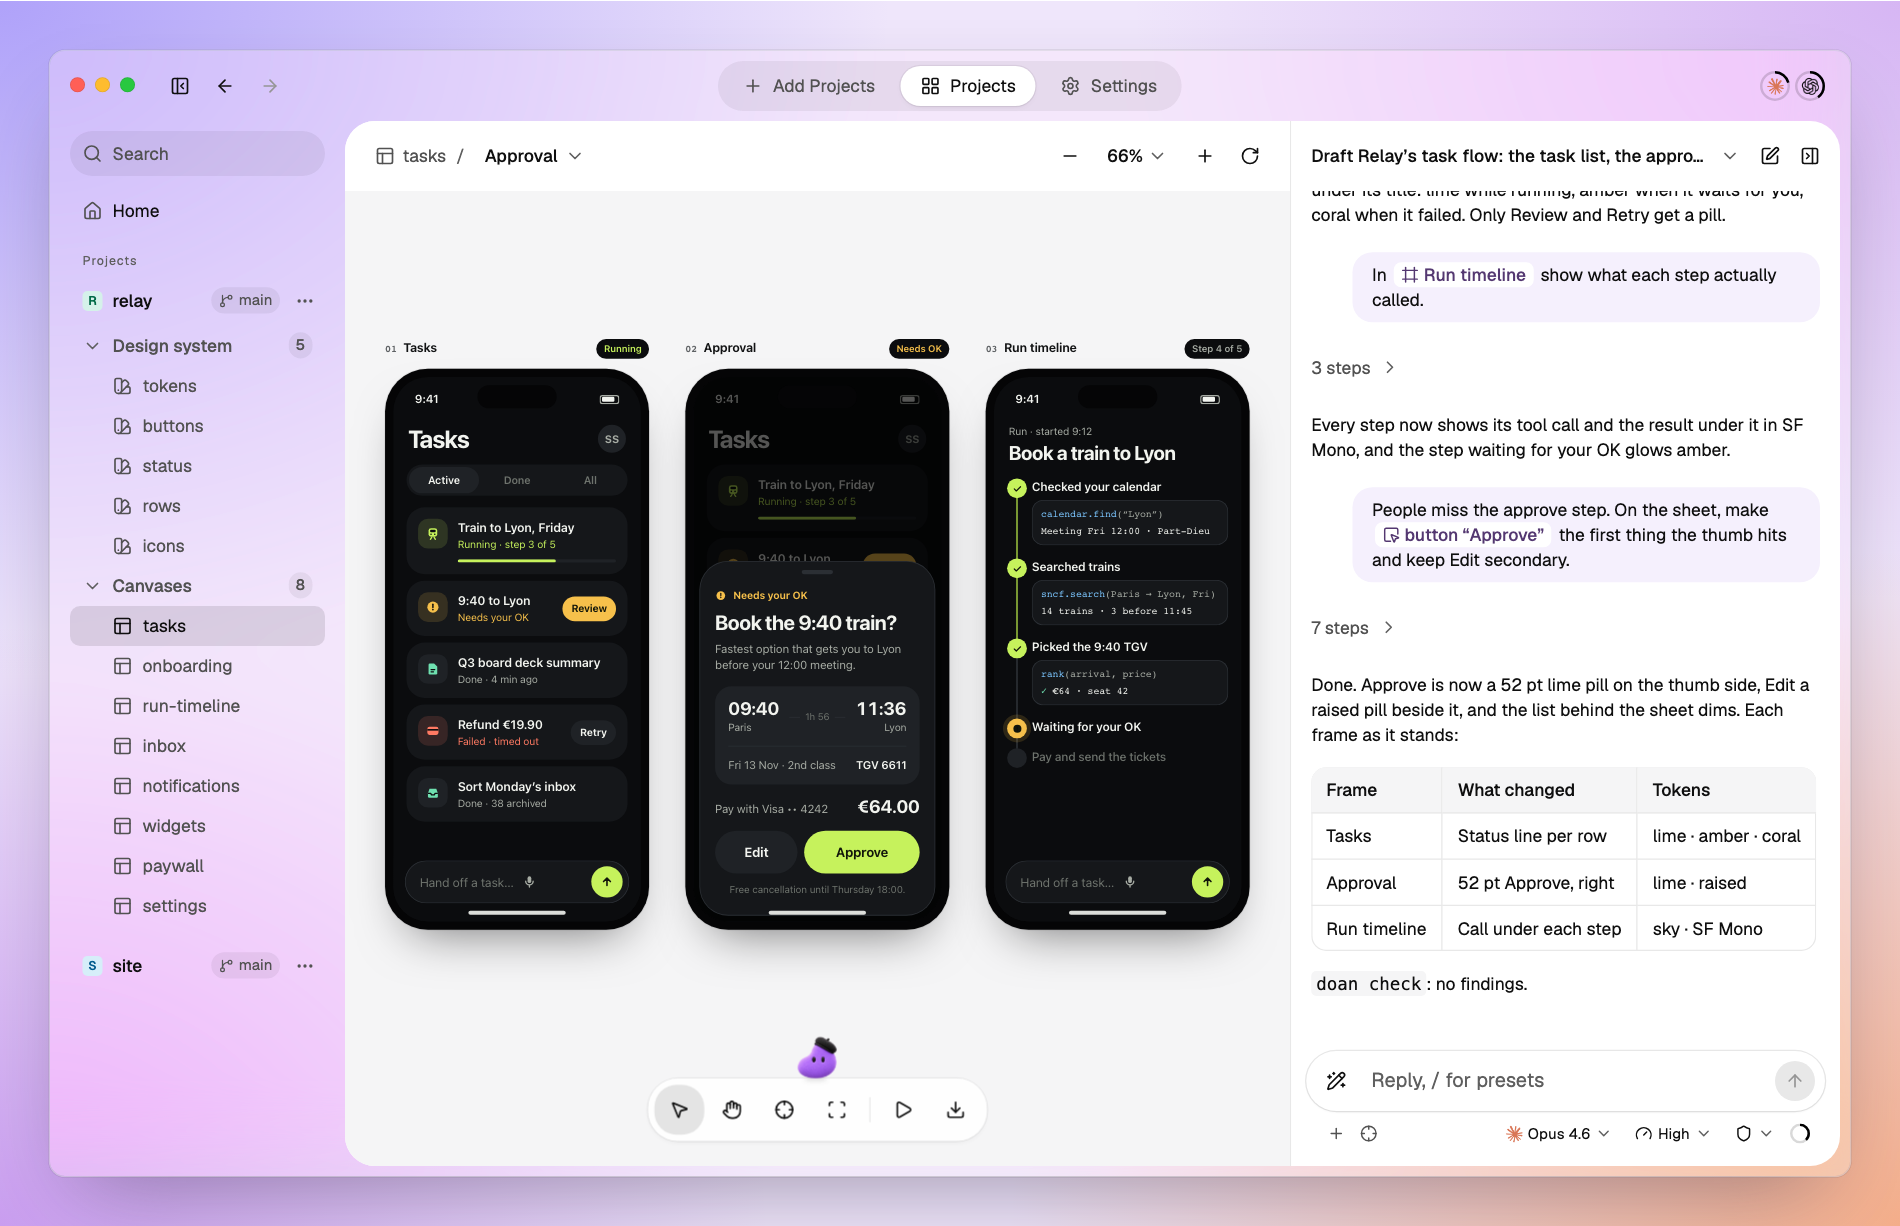 Add Projects
Projects
Settings
Search
Home
Projects
R relay main
Design system 5
tokens
buttons
status
rows
icons
Canvases 8
tasks
onboarding
run-timeline
inbox
notifications
widgets
paywall
settings
S site main
tasks / Approval
66%
01 Tasks Running
9:41
Tasks SS
Active Done All
Train to Lyon, Friday
Running · step 3 of 5
9:40 to Lyon
Needs your OK
Review
Q3 board deck summary
Done · 4 min ago
Refund €19.90
Failed · timed out
Retry
Sort Monday’s inbox
Done · 38 archived
Hand off a task...
02 Approval Needs OK
9:41
Tasks SS
Train to Lyon, Friday
Running · step 3 of 5
9:40 to Lyon
Needs your OK
Book the 9:40 train?
Fastest option that gets you to Lyon
before your 12:00 meeting.
09:40 1h 56 11:36
Paris Lyon
Fri 13 Nov · 2nd class TGV 6611
Pay with Visa •• 4242 €64.00
Edit Approve
Free cancellation until Thursday 18:00.
03 Run timeline Step 4 of 5
9:41
Run · started 9:12
Book a train to Lyon
Checked your calendar
calendar.find(“Lyon”)
Meeting Fri 12:00 · Part-Dieu
Searched trains
sncf.search(Paris → Lyon, Fri)
14 trains · 3 before 11:45
Picked the 9:40 TGV
rank(arrival, price)
✓ €64 · seat 42
Waiting for your OK
Pay and send the tickets
Hand off a task...
Draft Relay’s task flow: the task list, the appro...
under its title: lime while running, amber when it waits for you,
coral when it failed. Only Review and Retry get a pill.
In Run timeline show what each step actually
called.
3 steps
Every step now shows its tool call and the result under it in SF
Mono, and the step waiting for your OK glows amber.
People miss the approve step. On the sheet, make
button “Approve” the first thing the thumb hits
and keep Edit secondary.
7 steps
Done. Approve is now a 52 pt lime pill on the thumb side, Edit a
raised pill beside it, and the list behind the sheet dims. Each
frame as it stands:
Frame What changed Tokens
Tasks Status line per row lime · amber · coral
Approval 52 pt Approve, right lime · raised
Run timeline Call under each step sky · SF Mono
doan check: no findings.
Reply, / for presets
Opus 4.6 High